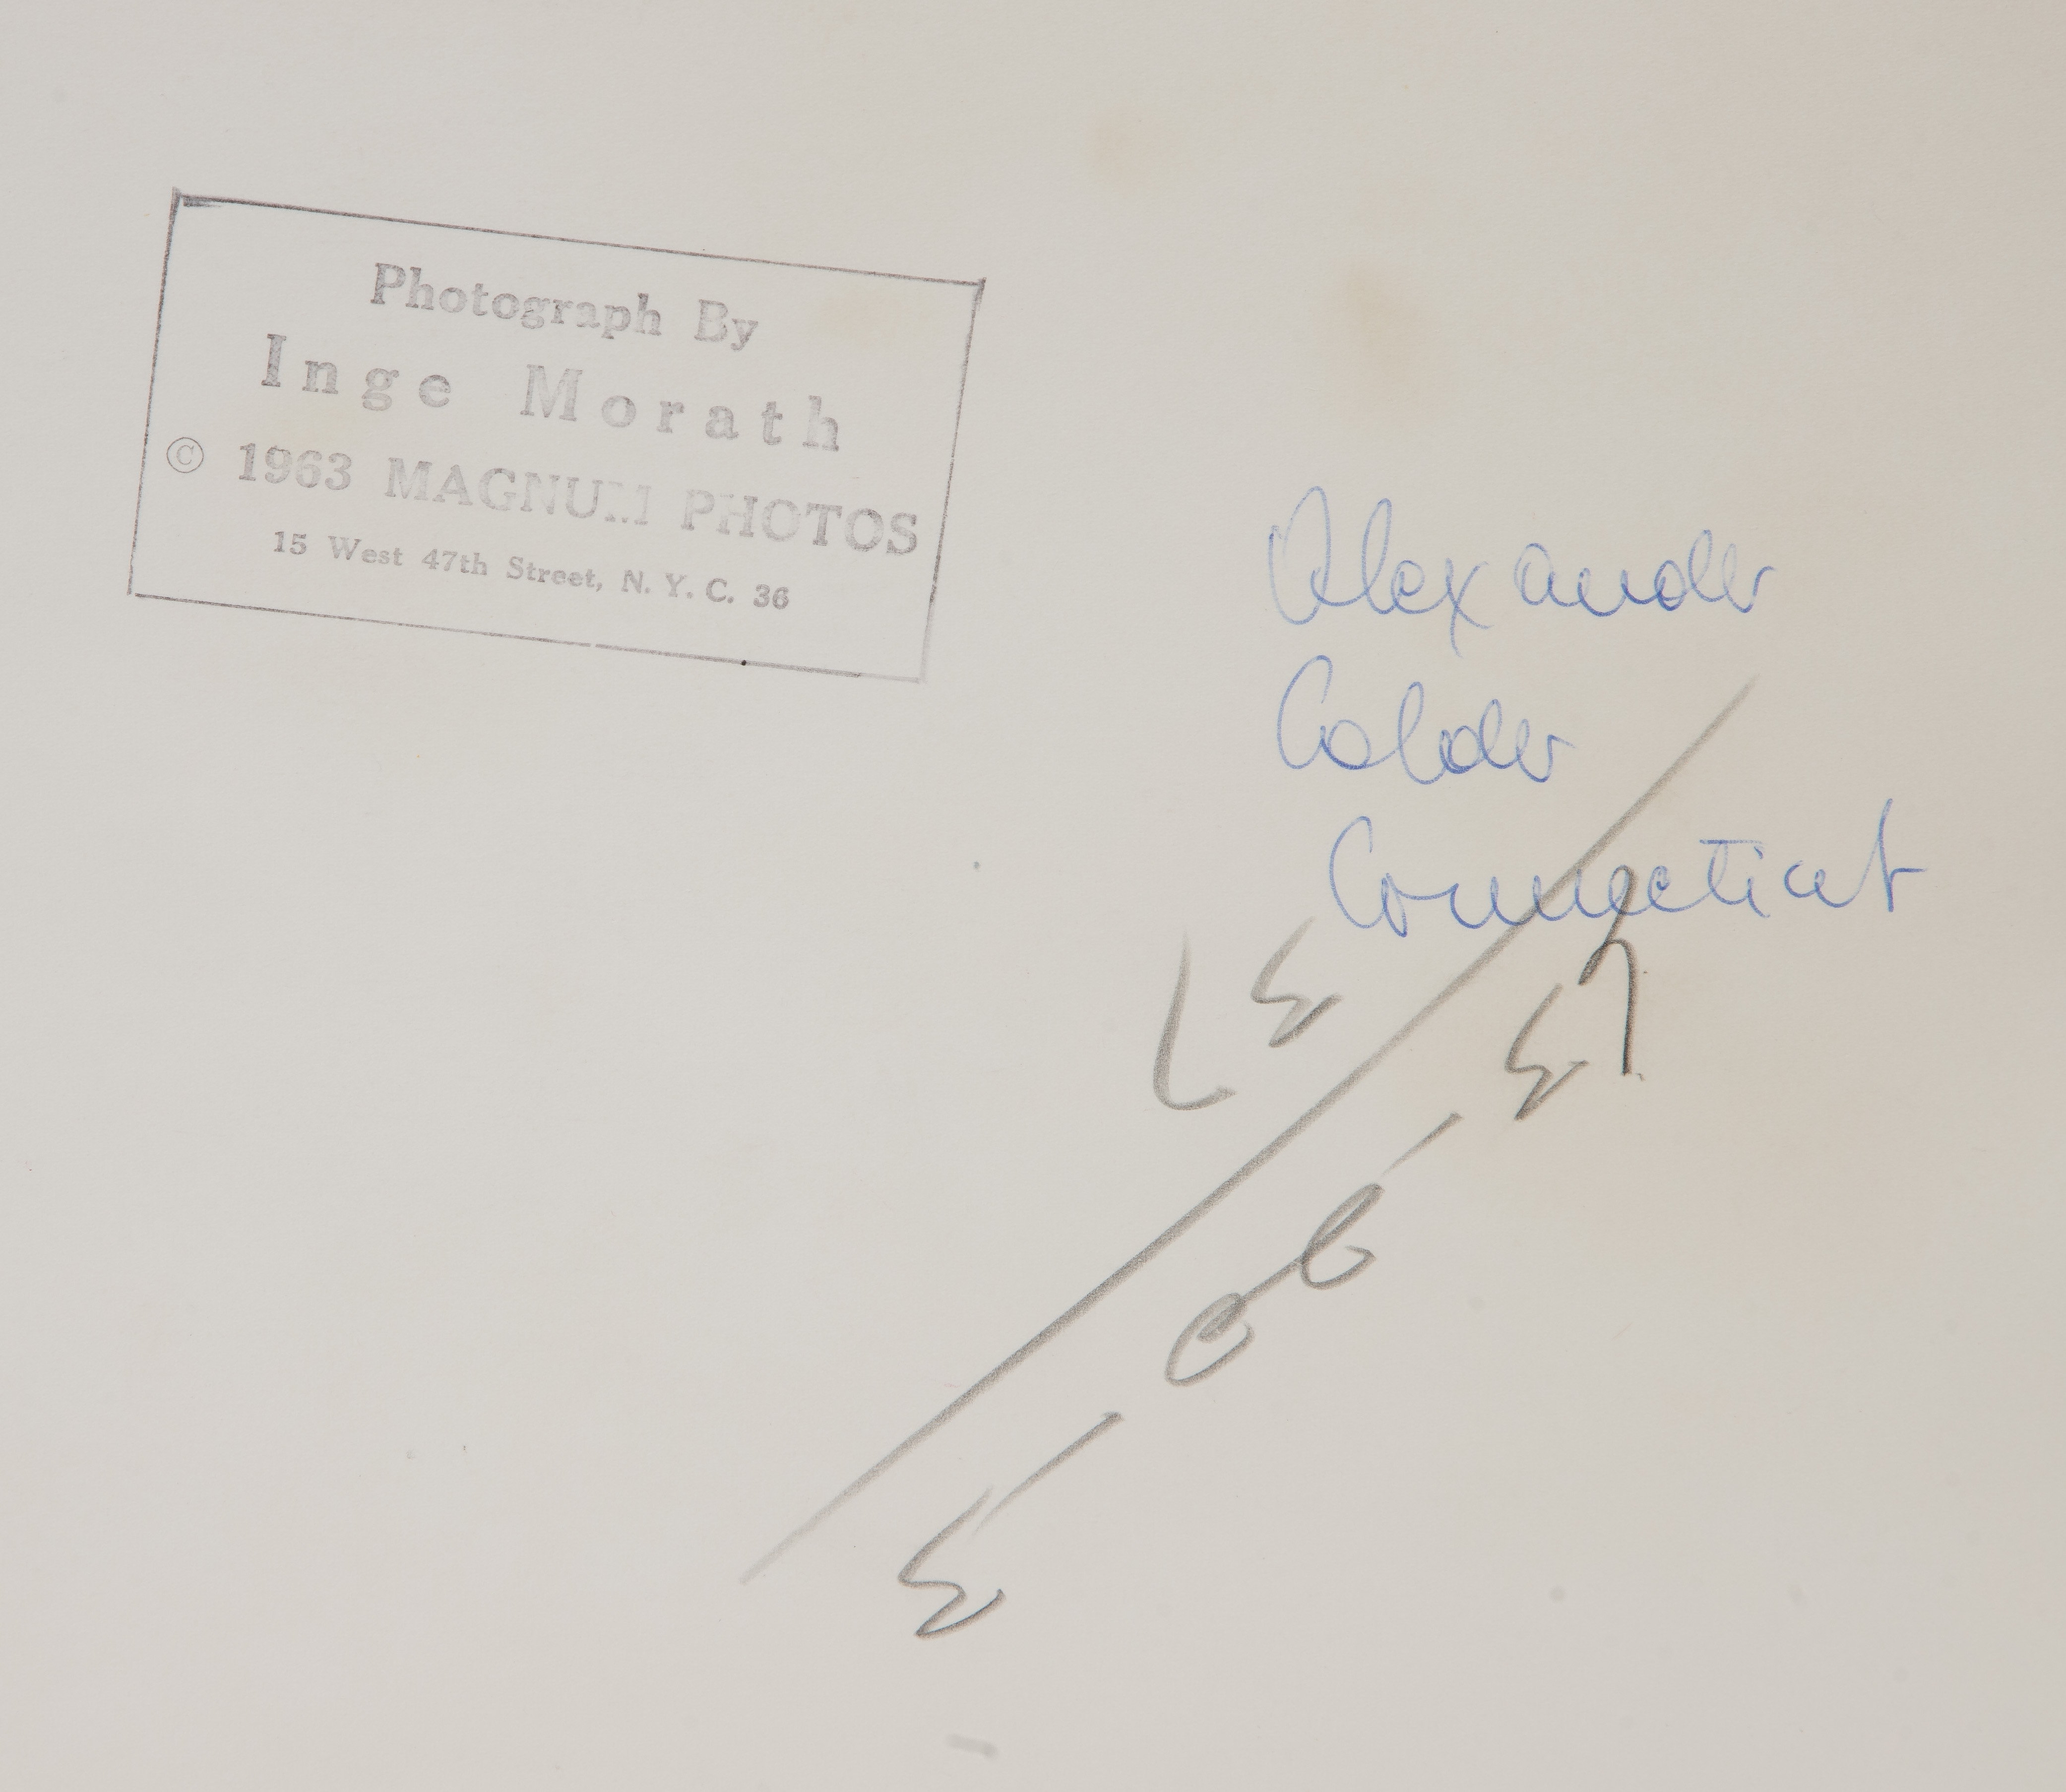 Photograph By
Inge Morath
© 1963 MAGNUM PHOTOS
15 West 47th Street, N. Y. C. 36
Alexander
Calder
Connecticut